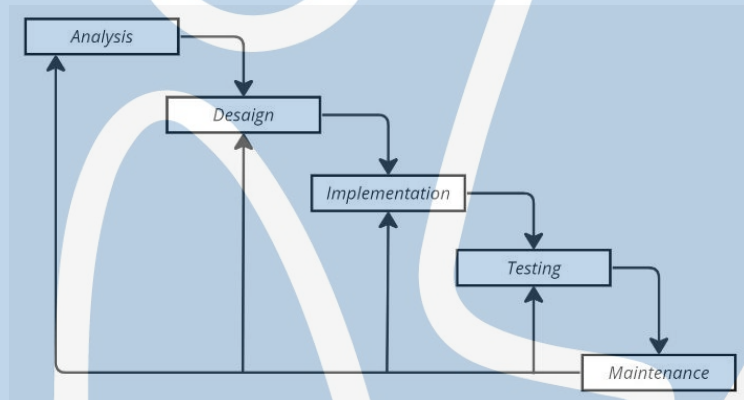 Analysis
Desaign
Implementation
Testing
Maintenance